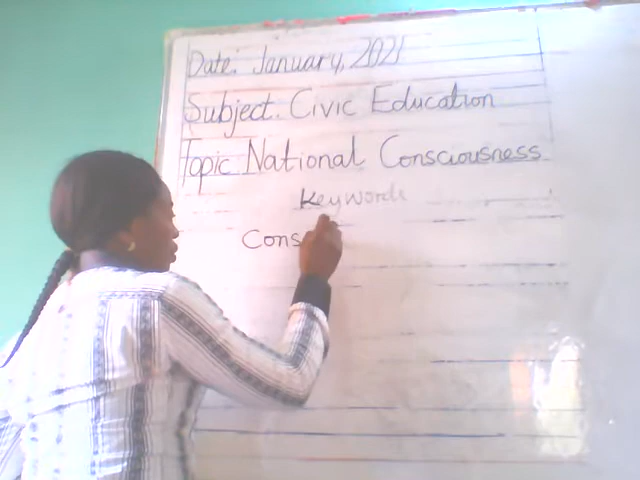 Date: January, 2021
Subject. Civic Education
Topic National Consciousness
Keywords
Cons